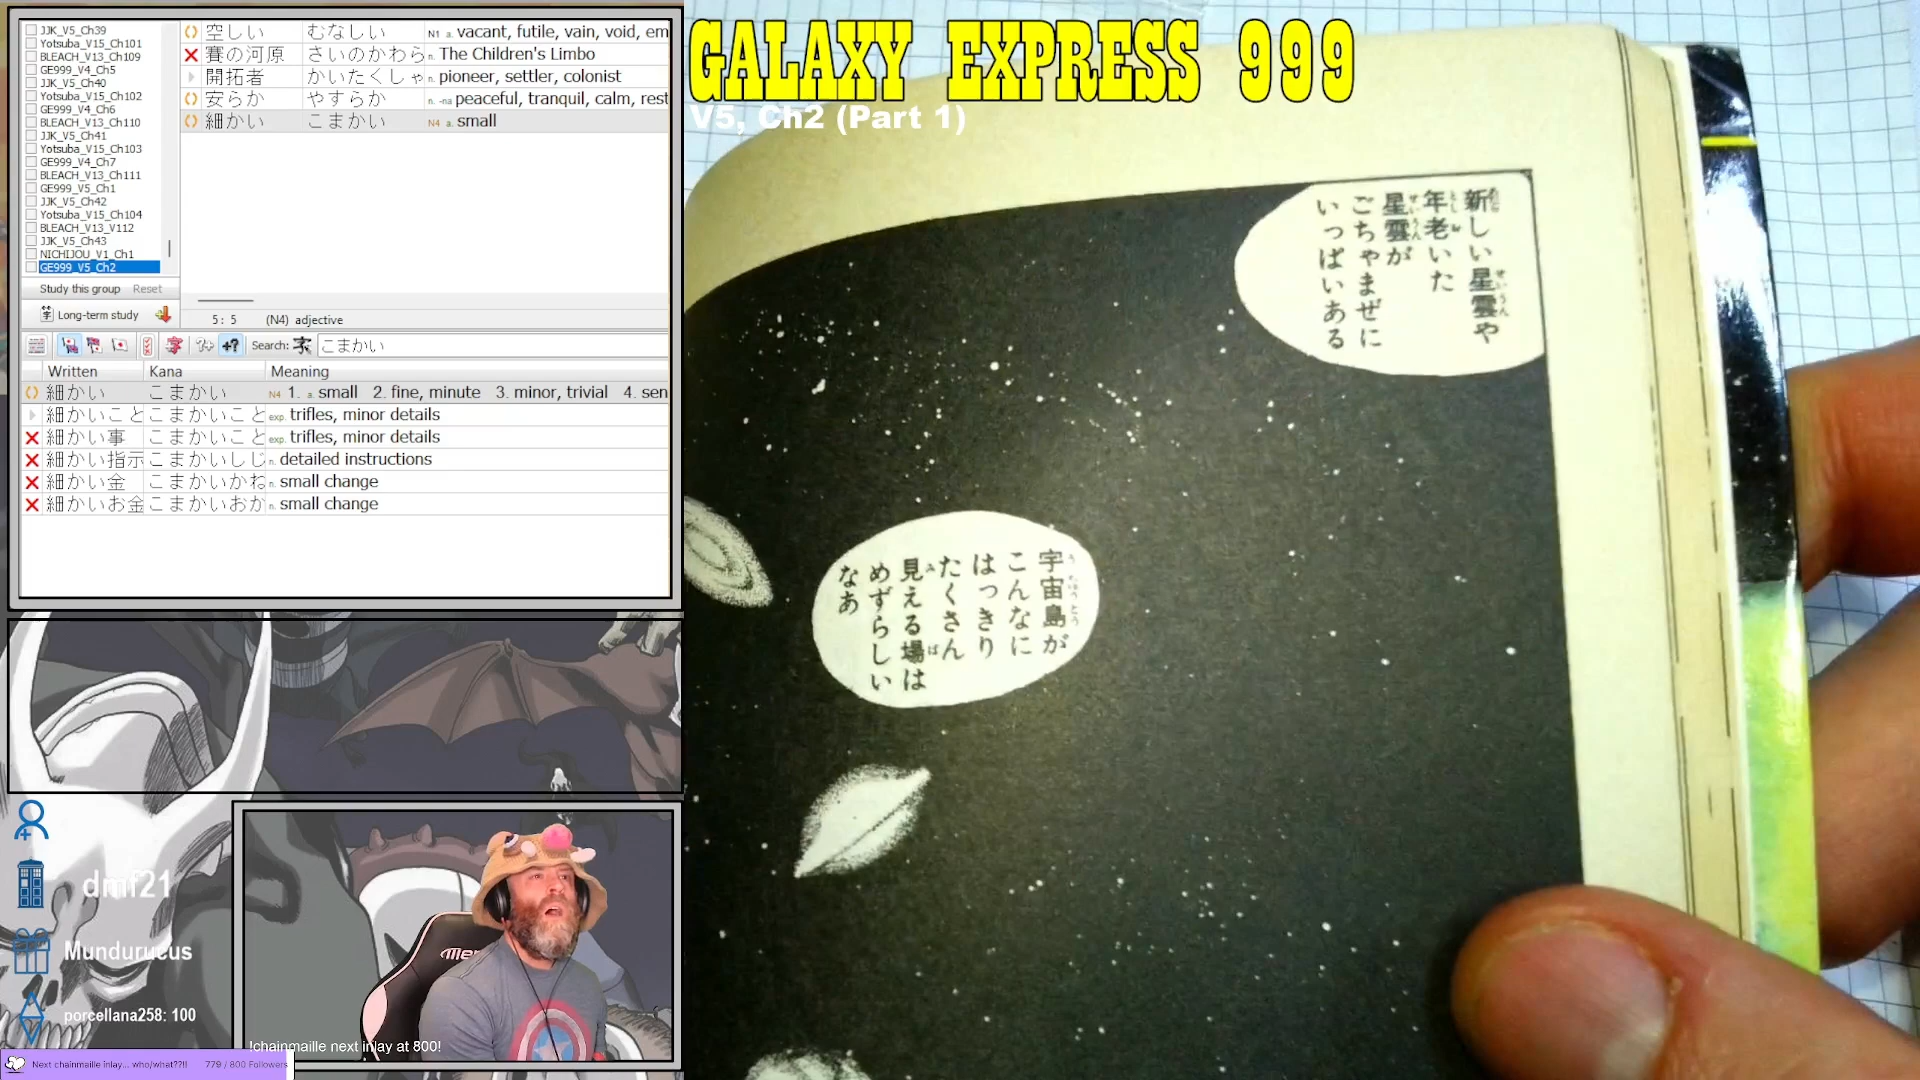 JJK_V5_Ch39
Yotsuba_V15_Ch101
BLEACH_V13_Ch109
GE999_V4_Ch5
JJK_V5_Ch40
Yotsuba_V15_Ch102
GE999_V4_Ch6
BLEACH_V13_Ch110
JJK_V5_Ch41
Yotsuba_V15_Ch103
GE999_V4_Ch7
BLEACH_V13_Ch111
GE999_V5_Ch1
JJK_V5_Ch42
Yotsuba_V15_Ch104
BLEACH_V13_V112
JJK_V5_Ch43
NICHIJOU_V1_Ch1
GE999_V5_Ch2
Study this group Reset
Long-term study
空しい むなしい N1 a. vacant, futile, vain, void, em
賽の河原 さいのかわら n. The Children's Limbo
開拓者 かいたくしゃ n. pioneer, settler, colonist
安らか やすらか n. -na peaceful, tranquil, calm, rest
細かい こまかい N4 a. small
5: 5 (N4) adjective
Search: こまかい
Written Kana Meaning
細かい こまかい N4 1. a. small 2. fine, minute 3. minor, trivial 4. sen
細かいこと こまかいこと exp. trifles, minor details
細かい事 こまかいこと exp. trifles, minor details
細かい指示 こまかいしじ n. detailed instructions
細かい金 こまかいかね n. small change
細かいお金 こまかいおか n. small change
GALAXY EXPRESS 999
V5, Ch2 (Part 1)
新しい星雲や
年老いた
星雲が
ごちゃまぜに
いっぱいある
宇宙島が
こんなに
はっきり
たくさん
見える場は
めずらしい
なあ
dmf21
Mundurucus
porcellana258: 100
!chainmaille next inlay at 800!
Next chainmaille inlay... who/what??!! 779 / 800 Followers